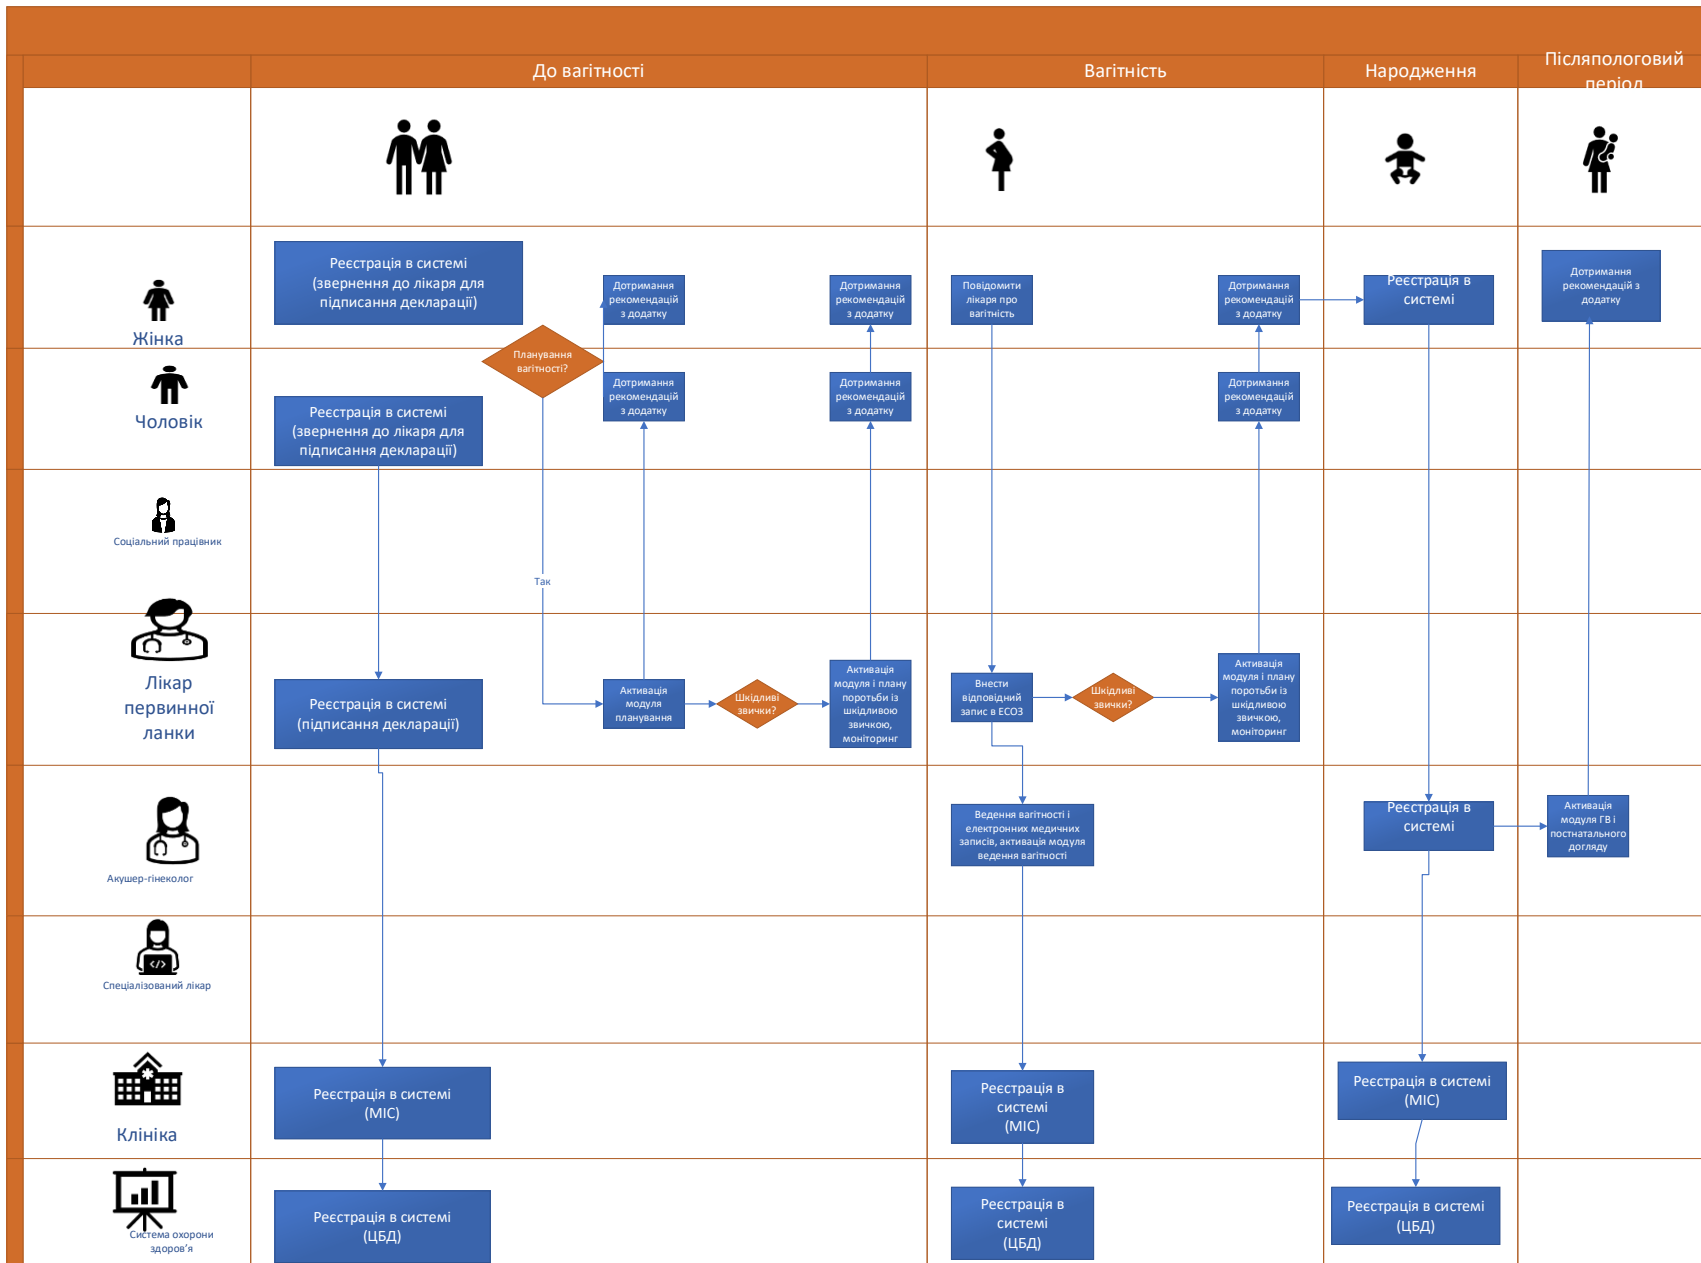 До вагітності
Вагітність
Народження
Післяпологовий
період
Жінка
Реєстрація в системі
(звернення до лікаря для
підписання декларації)
Планування
вагітності?
Дотримання
рекомендацій
з додатку
Дотримання
рекомендацій
з додатку
Повідомити
лікаря про
вагітність
Дотримання
рекомендацій
з додатку
Реєстрація в
системі
Дотримання
рекомендацій з
додатку
Чоловік
Реєстрація в системі
(звернення до лікаря для
підписання декларації)
Дотримання
рекомендацій
з додатку
Дотримання
рекомендацій
з додатку
Дотримання
рекомендацій
з додатку
Соціальний працівник
Так
Лікар
первинної
ланки
Реєстрація в системі
(підписання декларації)
Активація
модуля
планування
Шкідливі
звички?
Активація
модуля і плану
поротьби із
шкідливою
звичкою,
моніторинг
Внести
відповідний
запис в ЕСОЗ
Шкідливі
звички?
Активація
модуля і плану
поротьби із
шкідливою
звичкою,
моніторинг
Акушер-гінеколог
Ведення вагітності і
електронних медичних
записів, активація модуля
ведення вагітності
Реєстрація в
системі
Активація
модуля ГВ і
постнатального
догляду
Спеціалізований лікар
Клініка
Реєстрація в системі
(МІС)
Реєстрація в
системі
(МІС)
Реєстрація в системі
(МІС)
Система охорони
здоров’я
Реєстрація в системі
(ЦБД)
Реєстрація в
системі
(ЦБД)
Реєстрація в системі
(ЦБД)